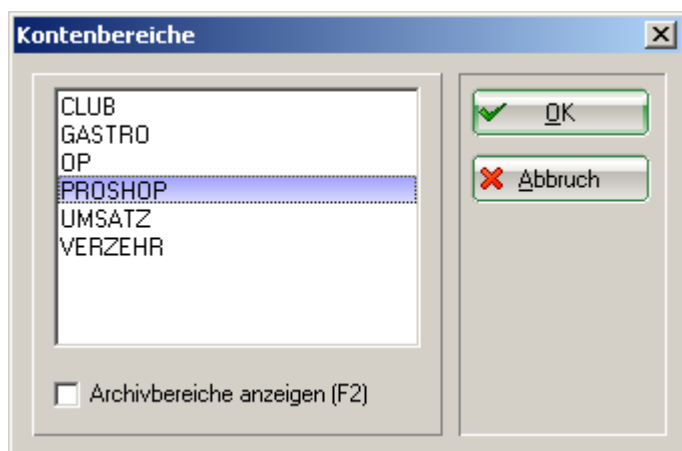 Kontenbereiche
CLUB
GASTRO
OP
PROSHOP
UMSATZ
VERZEHR
Archivbereiche anzeigen (F2)
OK
Abbruch